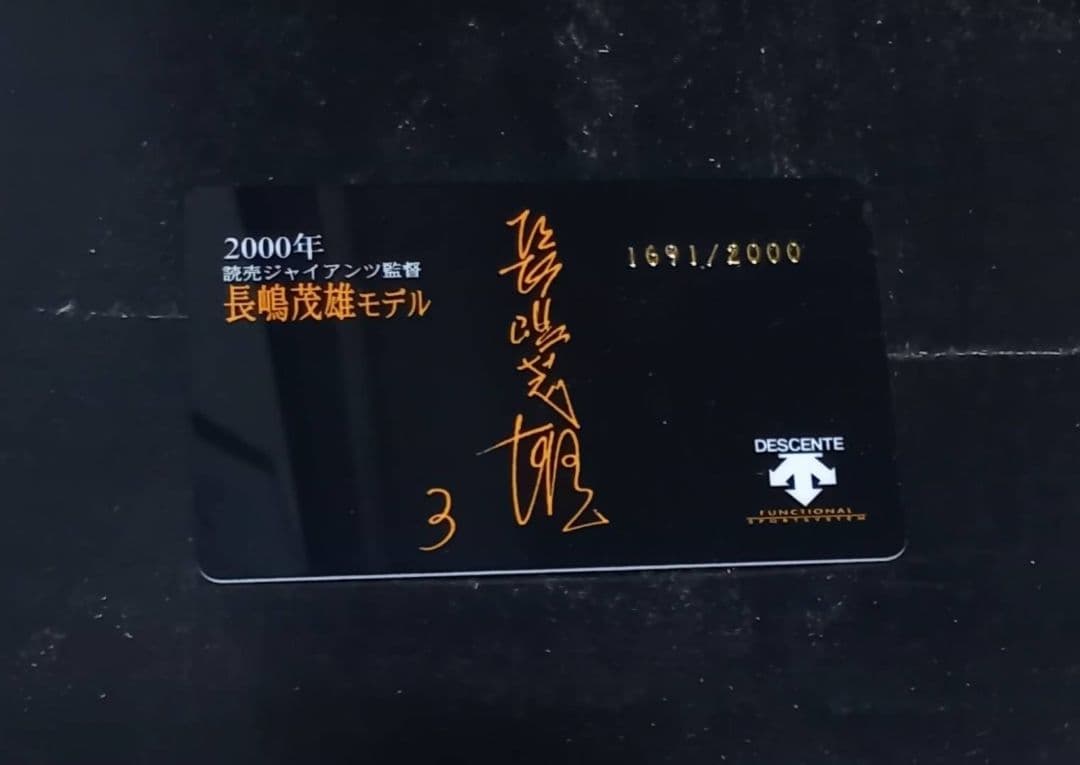 2000年
読売ジャイアンツ監督
長嶋茂雄モデル
長嶋茂雄
3
1691/2000
DESCENTE
FUNCTIONAL
SPORTSYSTEM